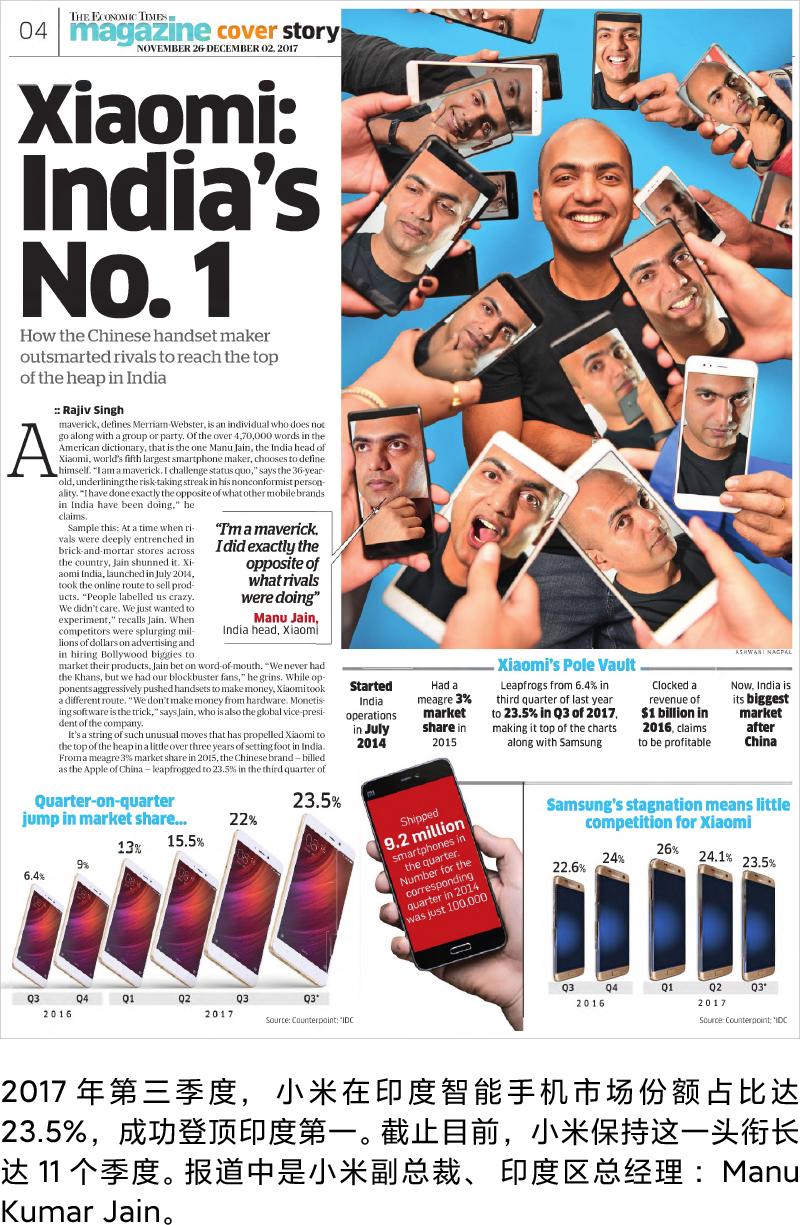 04
THE ECONOMIC TIMES
magazine cover story
NOVEMBER 26-DECEMBER 02, 2017
Xiaomi:
India's
No. 1
How the Chinese handset maker
outsmarted rivals to reach the top
of the heap in India
:: Rajiv Singh
A maverick, defines Merriam-Webster, is an individual who does not
go along with a group or party. Of the over 4,70,000 words in the
American dictionary, that is the one Manu Jain, the India head of
Xiaomi, world's fifth largest smartphone maker, chooses to define
himself. "I am a maverick. I challenge status quo," says the 36-year-
old, underlining the risk-taking streak in his nonconformist person-
ality. "I have done exactly the opposite of what other mobile brands
in India have been doing," he
claims.
Sample this: At a time when ri-
vals were deeply entrenched in
brick-and-mortar stores across
the country, Jain shunned it. Xi-
aomi India, launched in July 2014,
took the online route to sell prod-
ucts. "People labelled us crazy.
We didn't care. We just wanted to
experiment," recalls Jain. When
competitors were splurging mil-
lions of dollars on advertising and
in hiring Bollywood biggies to
market their products, Jain bet on word-of-mouth. "We never had
the Khans, but we had our blockbuster fans," he grins. While op-
ponents aggressively pushed handsets to make money, Xiaomi took
a different route. "We don't make money from hardware. Monetis-
ing software is the trick," says Jain, who is also the global vice-presi-
dent of the company.
It's a string of such unusual moves that has propelled Xiaomi to
the top of the heap in a little over three years of setting foot in India.
From a meagre 3% market share in 2015, the Chinese brand — billed
as the Apple of China — leapfrogged to 23.5% in the third quarter of
"I'm a maverick.
I did exactly the
opposite of
what rivals
were doing"
Manu Jain,
India head, Xiaomi
ASHWANI NAGPAL
Xiaomi's Pole Vault
Started
India
operations
in July
2014
Had a
meagre 3%
market
share in
2015
Leapfrogs from 6.4% in
third quarter of last year
to 23.5% in Q3 of 2017,
making it top of the charts
along with Samsung
Clocked a
revenue of
$1 billion in
2016, claims
to be profitable
Now, India is
its biggest
market
after
China
Quarter-on-quarter
jump in market share...
6.4%
9%
13%
15.5%
22%
23.5%
Q3 Q4 Q1 Q2 Q3 Q3*
2016 2017
Source: Counterpoint; *IDC
Shipped
9.2 million
smartphones in
the quarter.
Number for the
corresponding
quarter in 2014
was just 100,000
Samsung's stagnation means little
competition for Xiaomi
22.6%
24%
26%
24.1%
23.5%
Q3 Q4 Q1 Q2 Q3*
2016 2017
Source: Counterpoint; *IDC
2017 年第三季度，小米在印度智能手机市场份额占比达
23.5%，成功登顶印度第一。截止目前，小米保持这一头衔长
达 11 个季度。报道中是小米副总裁、 印度区总经理 ：Manu
Kumar Jain。